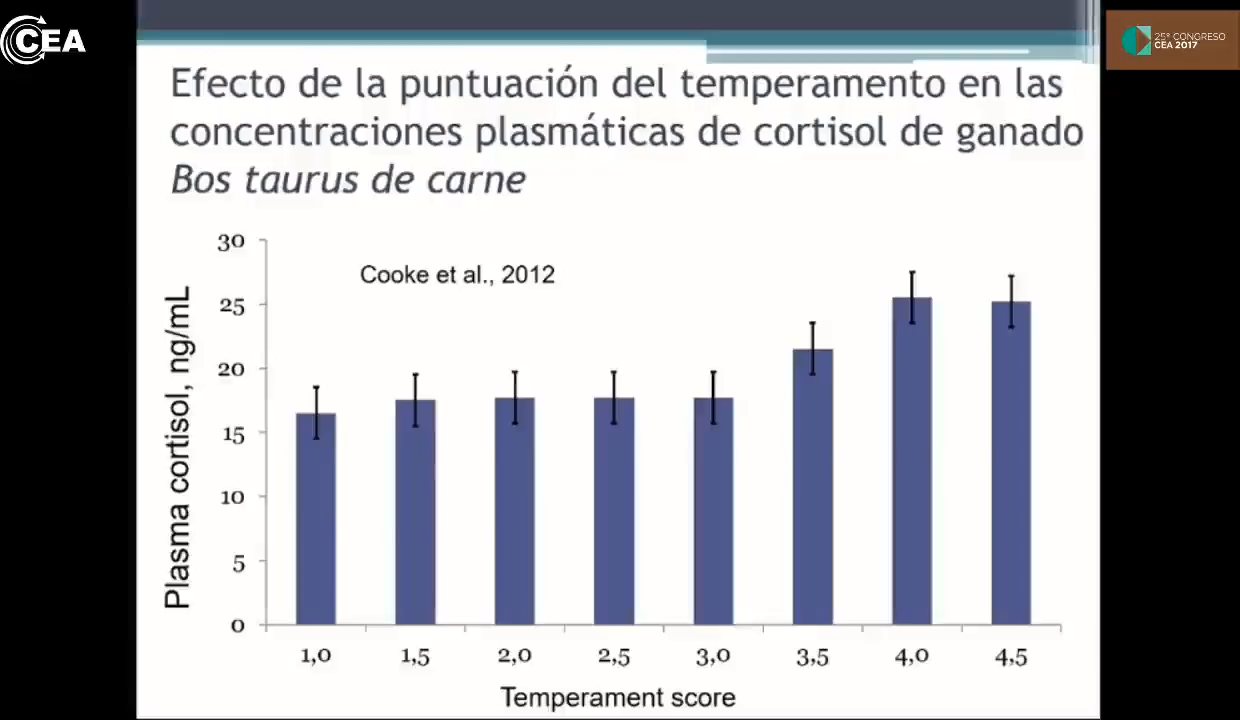 CEA
25º CONGRESO
CEA 2017
Efecto de la puntuación del temperamento en las
concentraciones plasmáticas de cortisol de ganado
Bos taurus de carne
Cooke et al., 2012
Plasma cortisol, ng/mL
30
25
20
15
10
5
0
1,0 1,5 2,0 2,5 3,0 3,5 4,0 4,5
Temperament score